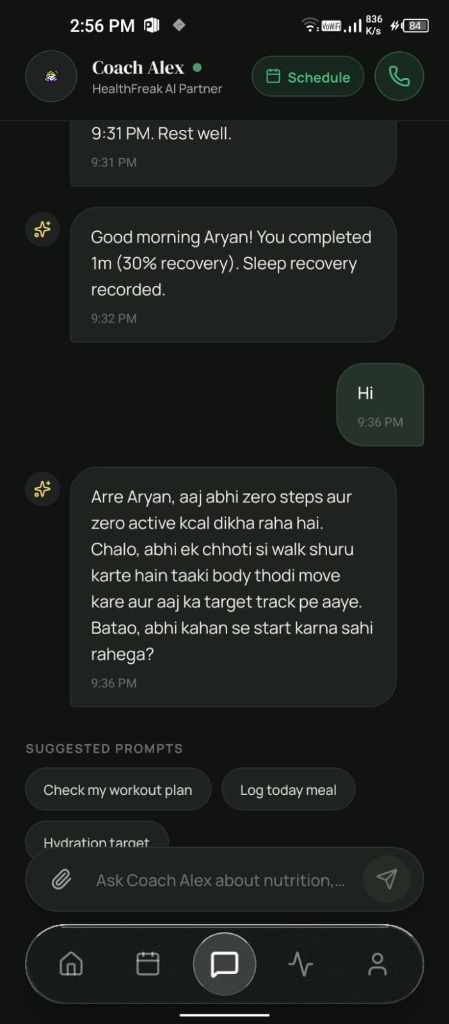 2:56 PM
VoWiFi 836 K/s 84
Coach Alex
HealthFreak AI Partner
Schedule
9:31 PM. Rest well.
9:31 PM
Good morning Aryan! You completed
1m (30% recovery). Sleep recovery
recorded.
9:32 PM
Hi
9:36 PM
Arre Aryan, aaj abhi zero steps aur
zero active kcal dikha raha hai.
Chalo, abhi ek chhoti si walk shuru
karte hain taaki body thodi move
kare aur aaj ka target track pe aaye.
Batao, abhi kahan se start karna sahi
rahega?
9:36 PM
SUGGESTED PROMPTS
Check my workout plan
Log today meal
Hydration target
Ask Coach Alex about nutrition,...